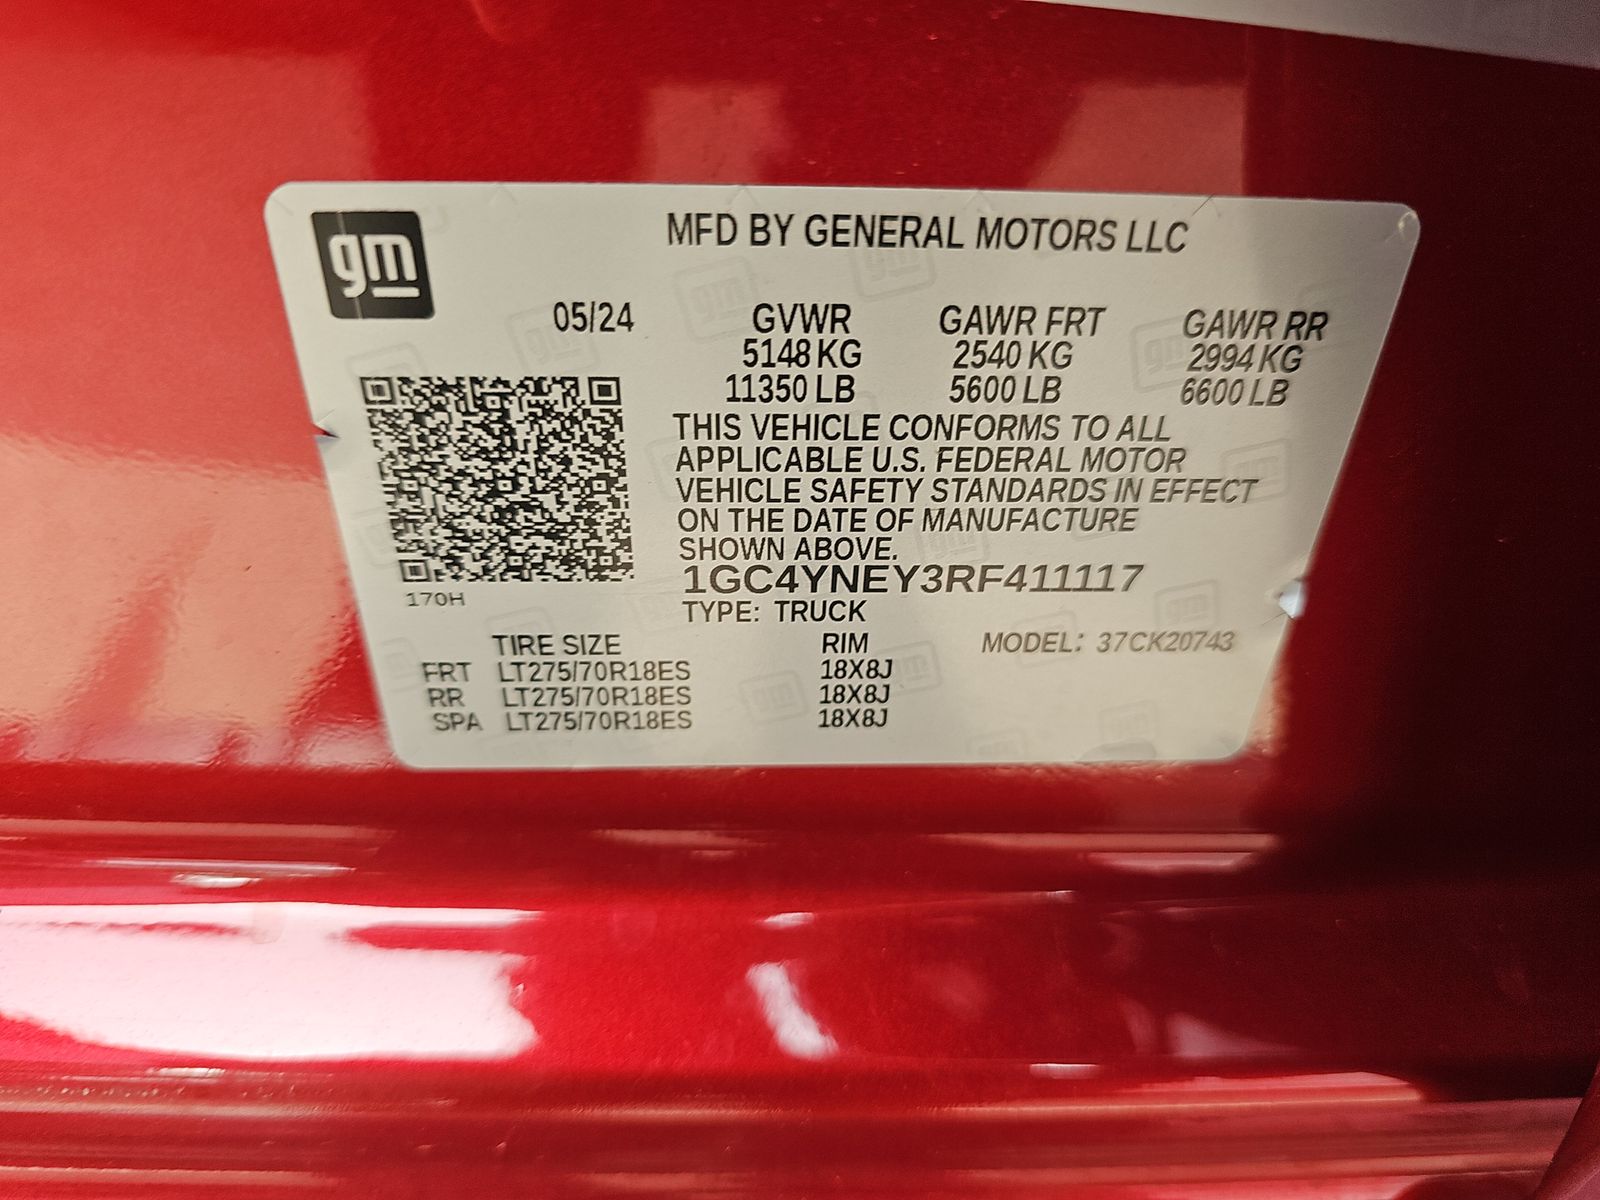 gm
MFD BY GENERAL MOTORS LLC
05/24 GVWR GAWR FRT GAWR RR
5148 KG 2540 KG 2994 KG
11350 LB 5600 LB 6600 LB
THIS VEHICLE CONFORMS TO ALL
APPLICABLE U.S. FEDERAL MOTOR
VEHICLE SAFETY STANDARDS IN EFFECT
ON THE DATE OF MANUFACTURE
SHOWN ABOVE.
170H
1GC4YNEY3RF411117
TYPE: TRUCK
TIRE SIZE RIM MODEL: 37CK20743
FRT LT275/70R18ES 18X8J
RR LT275/70R18ES 18X8J
SPA LT275/70R18ES 18X8J